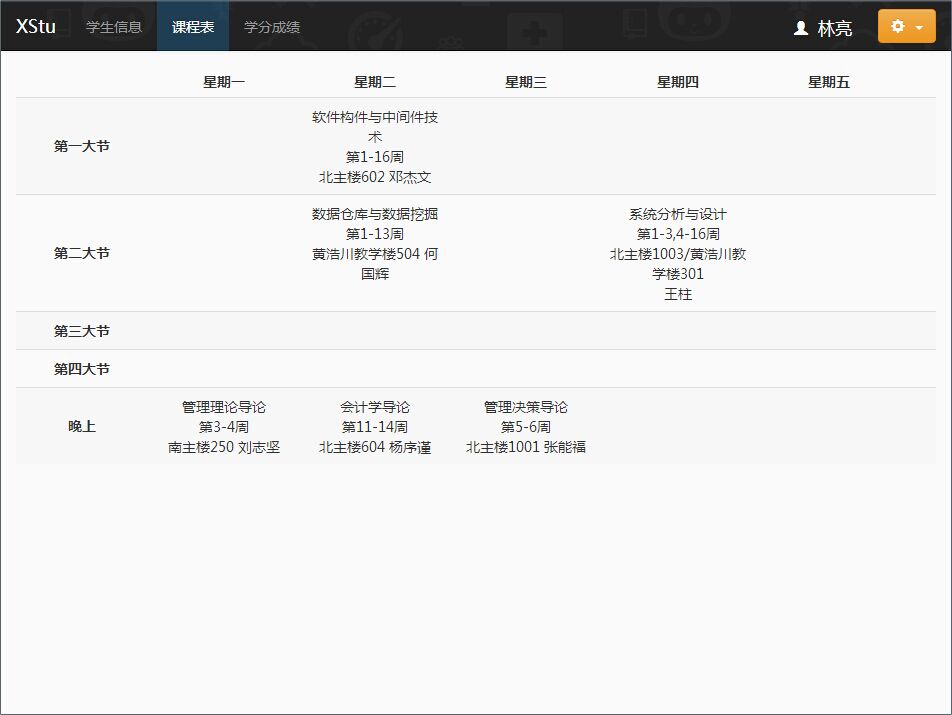 XStu 学生信息 课程表 学分成绩 林亮
星期一 星期二 星期三 星期四 星期五
第一大节
软件构件与中间件技
术
第1-16周
北主楼602 邓杰文
第二大节
数据仓库与数据挖掘
第1-13周
黄浩川教学楼504 何
国辉
系统分析与设计
第1-3,4-16周
北主楼1003/黄浩川教
学楼301
王柱
第三大节
第四大节
晚上
管理理论导论
第3-4周
南主楼250 刘志坚
会计学导论
第11-14周
北主楼604 杨序谨
管理决策导论
第5-6周
北主楼1001 张能福